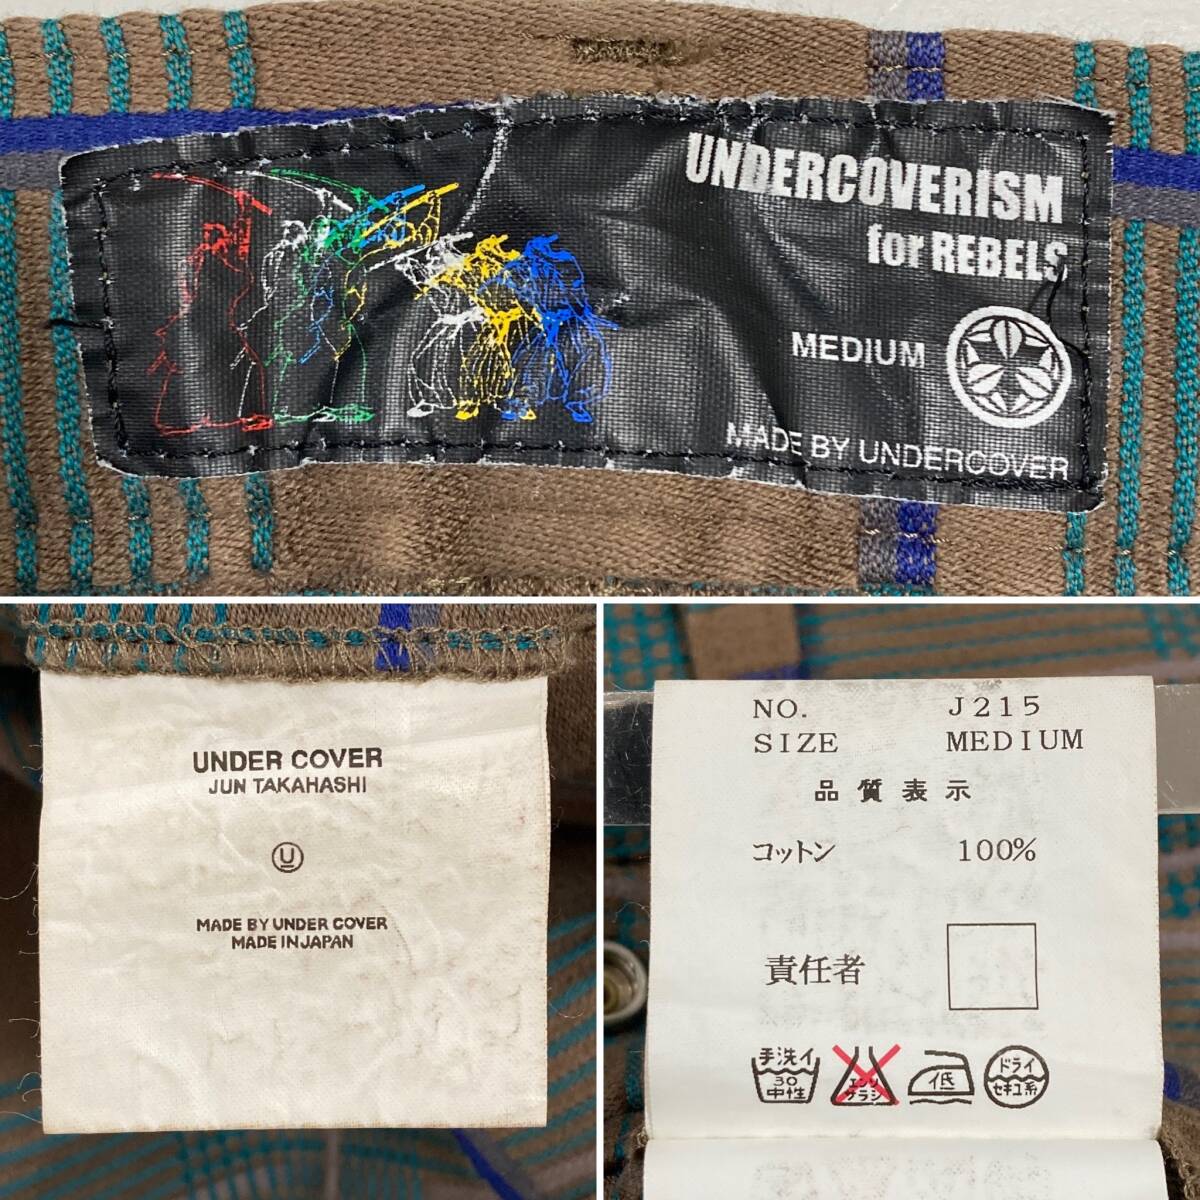 UNDERCOVERISM
for REBELS
MEDIUM
MADE BY UNDERCOVER
UNDER COVER
JUN TAKAHASHI
U
MADE BY UNDER COVER
MADE IN JAPAN
NO. J215
SIZE MEDIUM
品質表示
コットン 100%
責任者
手洗イ
30
中性
エンソ
サラシ
低
ドライ
セキユ系